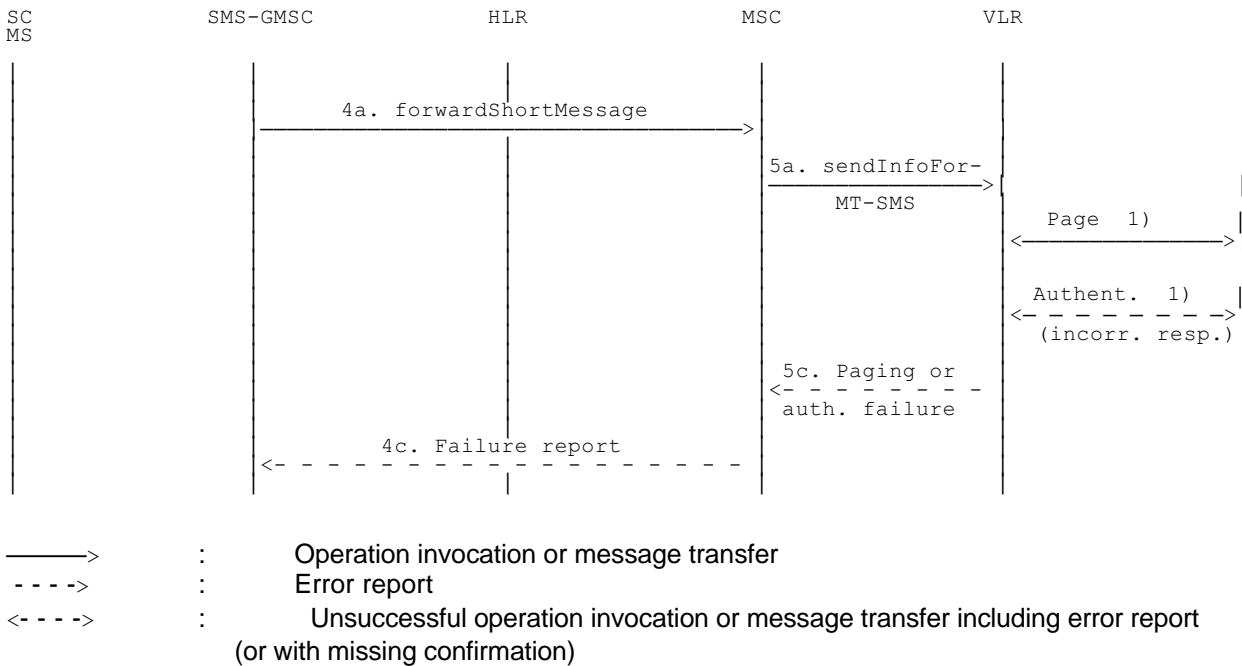 SC SMS-GMSC HLR MSC VLR
MS
4a. forwardShortMessage
5a. sendInfoFor-
MT-SMS
Page 1)
Authent. 1)
(incorr. resp.)
5c. Paging or
auth. failure
4c. Failure report
: Operation invocation or message transfer
: Error report
: Unsuccessful operation invocation or message transfer including error report
(or with missing confirmation)